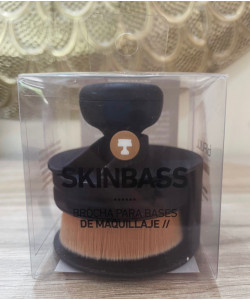 SKINBASS
BROCHA PARA BASES
DE MAQUILLAJE //